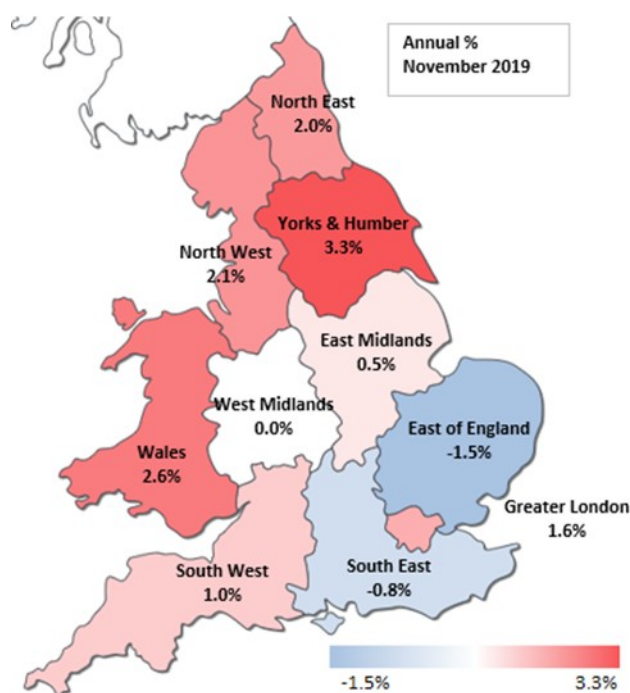 Annual %
November 2019
North East
2.0%
Yorks & Humber
3.3%
North West
2.1%
East Midlands
0.5%
West Midlands
0.0%
East of England
-1.5%
Wales
2.6%
Greater London
1.6%
South West
1.0%
South East
-0.8%
-1.5%
3.3%